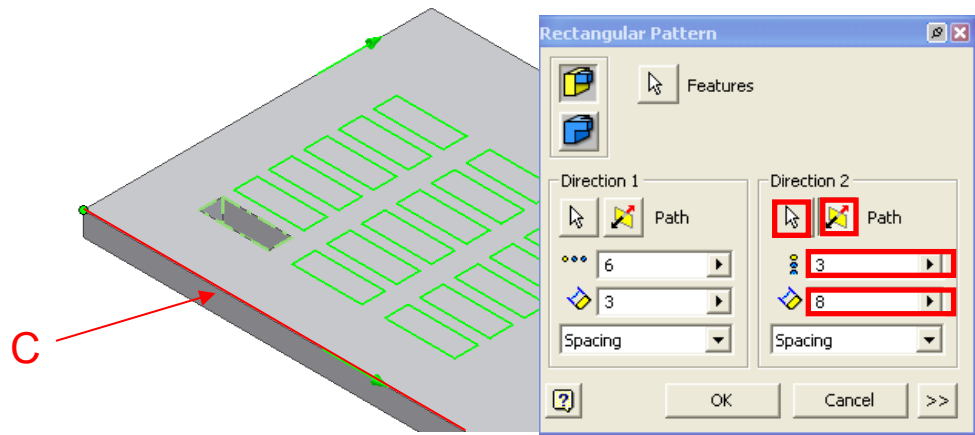 Rectangular Pattern
Features
Direction 1
Path
6
3
Spacing
Direction 2
Path
3
8
Spacing
C
?
OK
Cancel
>>